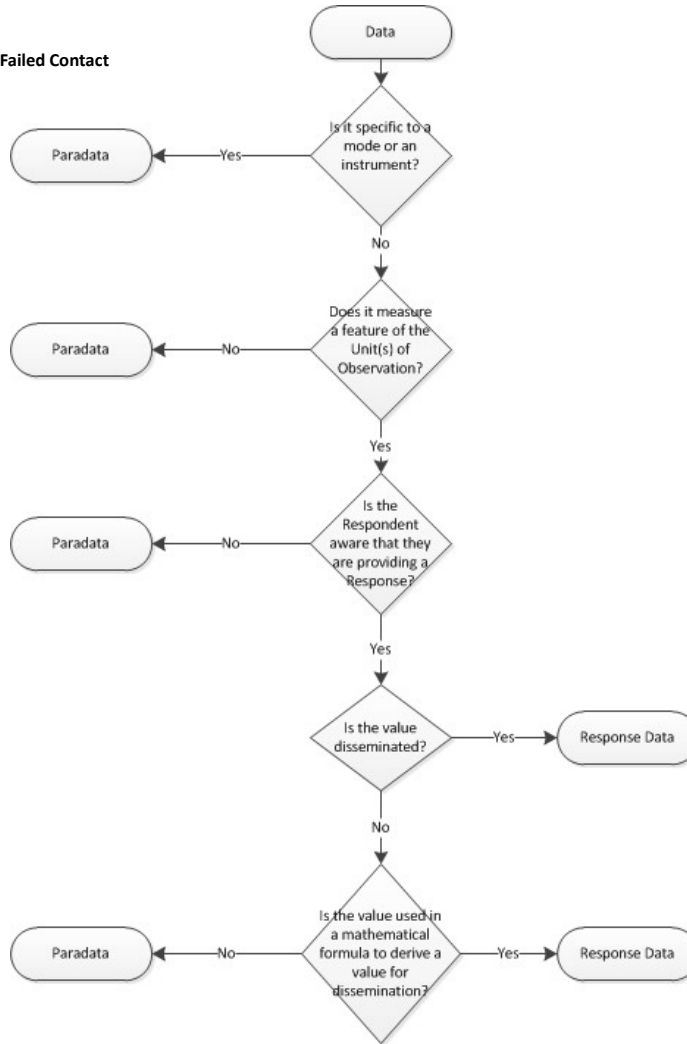 Data
Failed Contact
Is it specific to a
mode or an
instrument?
Yes
Paradata
No
Does it measure
a feature of the
Unit(s) of
Observation?
No
Paradata
Yes
Is the
Respondent
aware that they
are providing a
Response?
No
Paradata
Yes
Is the value
disseminated?
Yes
Response Data
No
Is the value used in
a mathematical
formula to derive a
value for
dissemination?
No
Paradata
Yes
Response Data